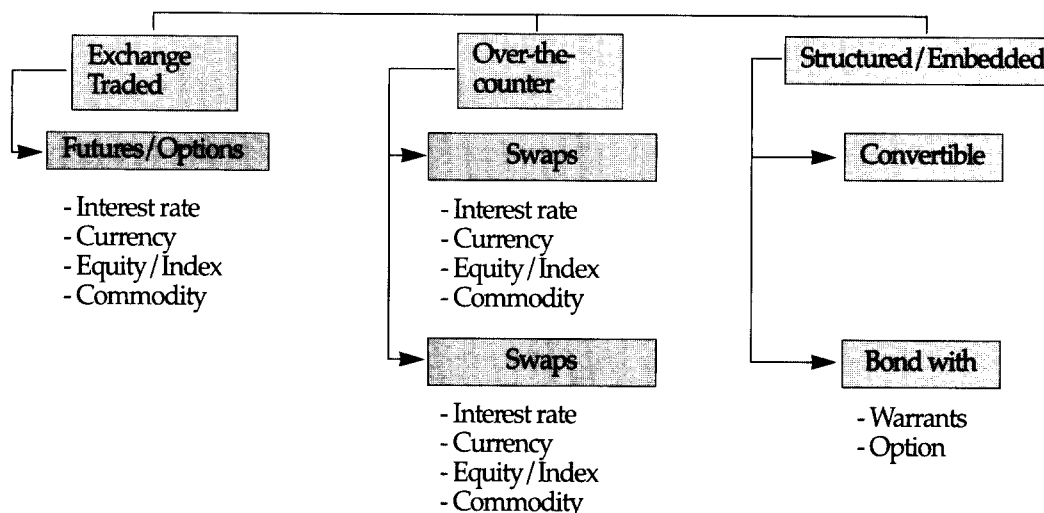 Exchange
Traded
Futures/Options
- Interest rate
- Currency
- Equity/Index
- Commodity
Over-the-
counter
Swaps
- Interest rate
- Currency
- Equity/Index
- Commodity
Swaps
- Interest rate
- Currency
- Equity/Index
- Commodity
Structured/Embedded
Convertible
Bond with
- Warrants
- Option